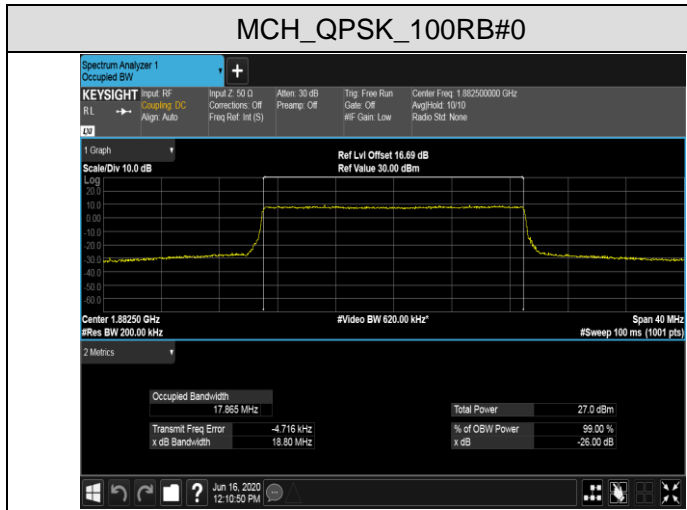 MCH_QPSK_100RB#0
Spectrum Analyzer 1
Occupied BW
+
KEYSIGHT Input: RF Input Z: 50 Ω Atten: 30 dB Trig: Free Run Center Freq: 1.882500000 GHz
RL Coupling: DC Corrections: Off Preamp: Off Gate: Off Avg|Hold: 10/10
Align: Auto Freq Ref: Int (S) #IF Gain: Low Radio Std: None
LXI
1 Graph Ref Lvl Offset 16.69 dB
Scale/Div 10.0 dB Ref Value 30.00 dBm
Log
20.0
10.0
0.00
-10.0
-20.0
-30.0
-40.0
-50.0
-60.0
Center 1.88250 GHz #Video BW 620.00 kHz* Span 40 MHz
#Res BW 200.00 kHz #Sweep 100 ms (1001 pts)
2 Metrics
Occupied Bandwidth
17.865 MHz Total Power 27.0 dBm
Transmit Freq Error -4.716 kHz % of OBW Power 99.00 %
x dB Bandwidth 18.80 MHz x dB -26.00 dB
? Jun 16, 2020
12:10:50 PM